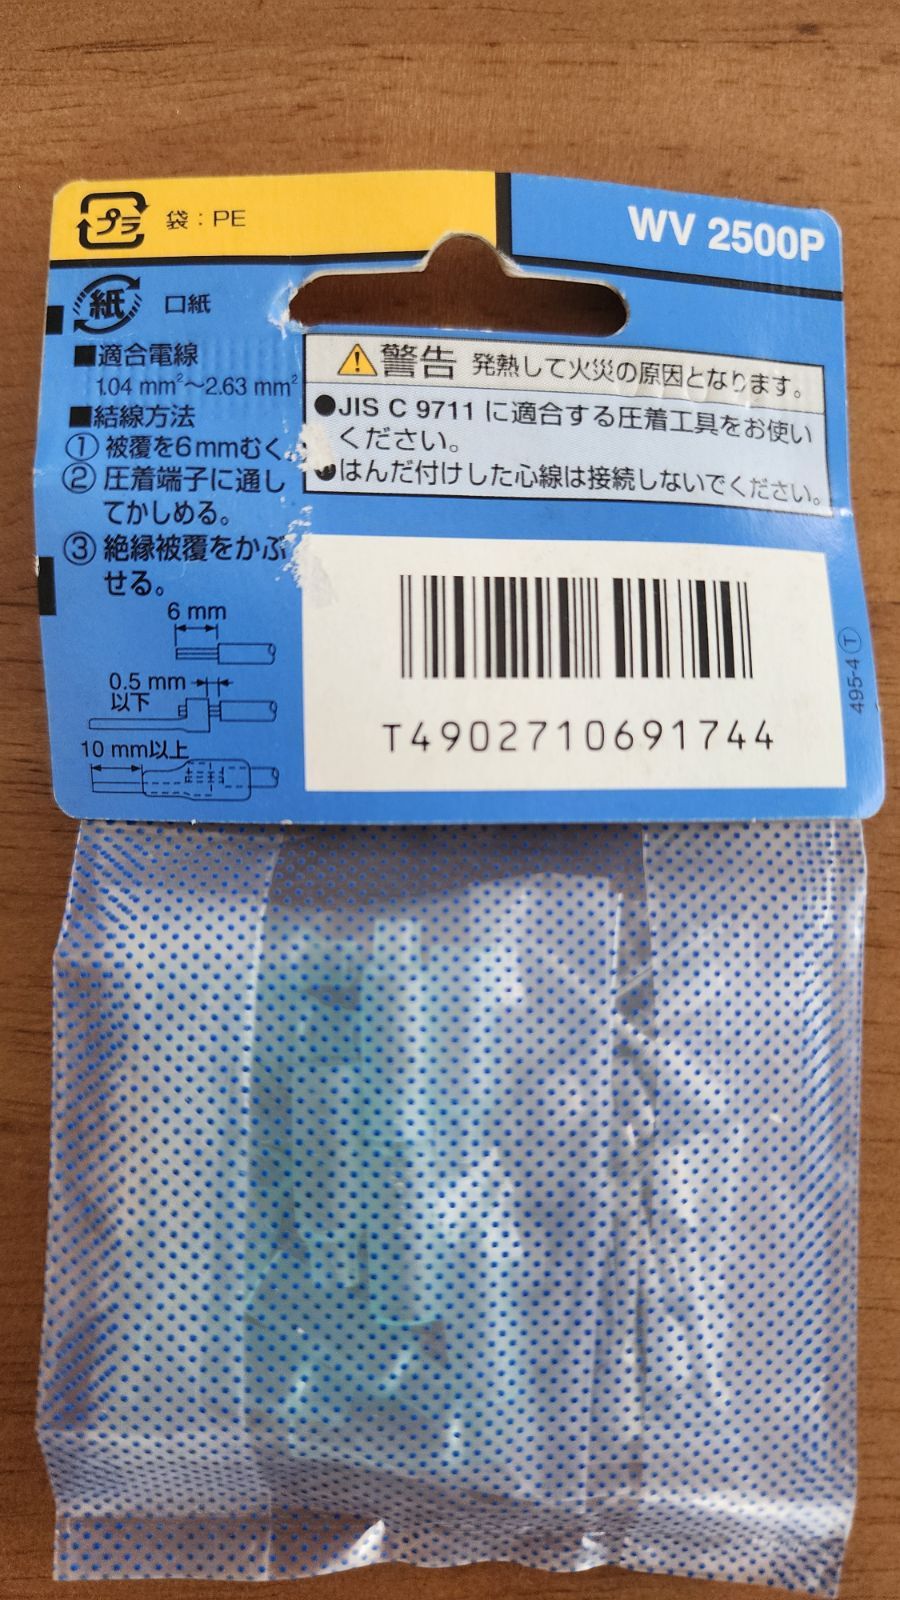 プラ 袋：PE
WV 2500P
紙 口紙
■適合電線
1.04 mm²～2.63 mm²
■結線方法
① 被覆を6mmむく。
② 圧着端子に通し
てかしめる。
③ 絶縁被覆をかぶ
せる。
6 mm
0.5 mm
以下
10 mm以上
警告 発熱して火災の原因となります。
●JIS C 9711 に適合する圧着工具をお使い
ください。
●はんだ付けした心線は接続しないでください。
T4902710691744
495-4 Ⓣ